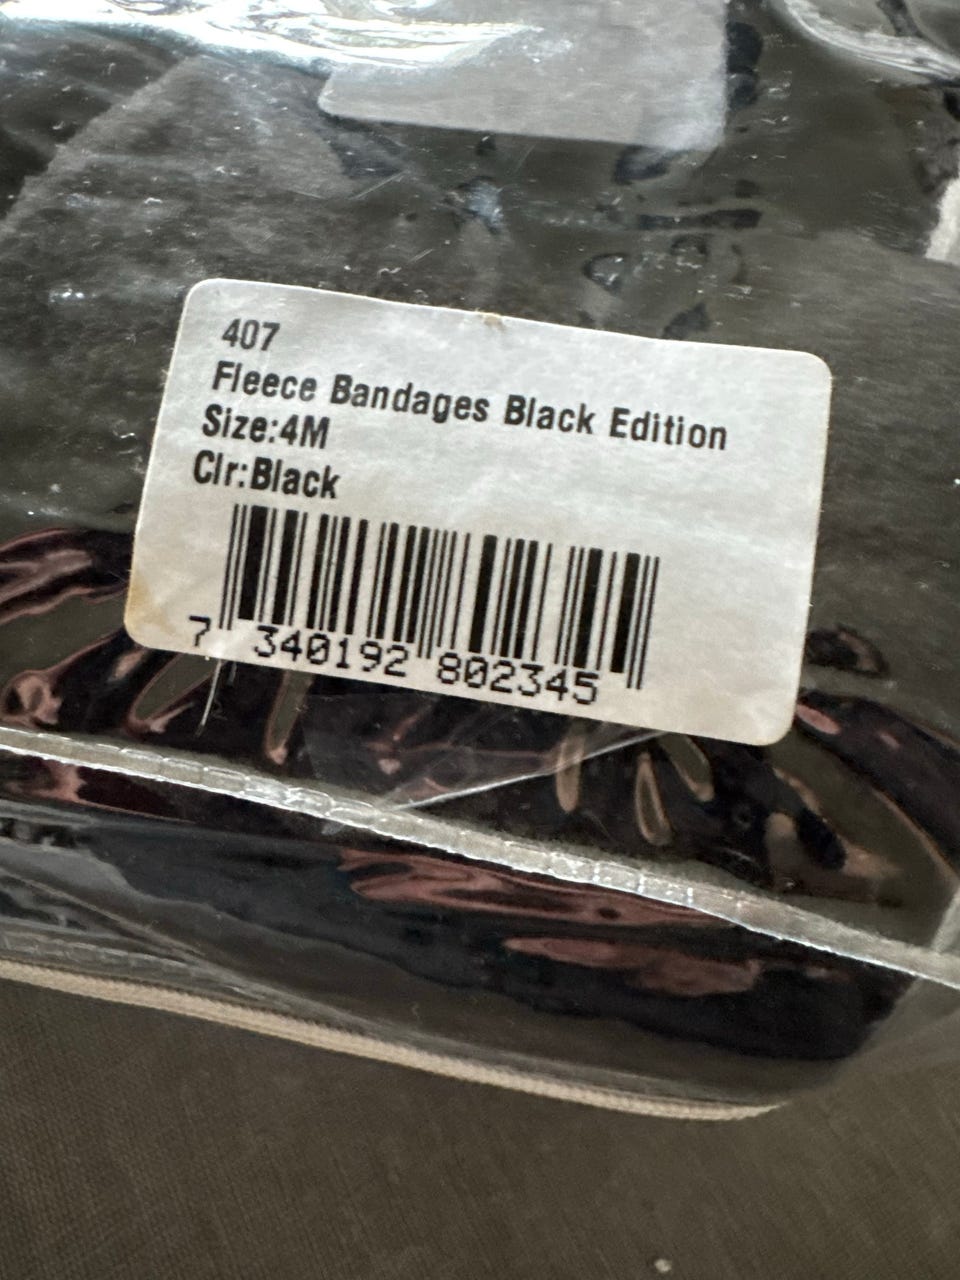 407
Fleece Bandages Black Edition
Size:4M
Clr:Black
7 340192 802345